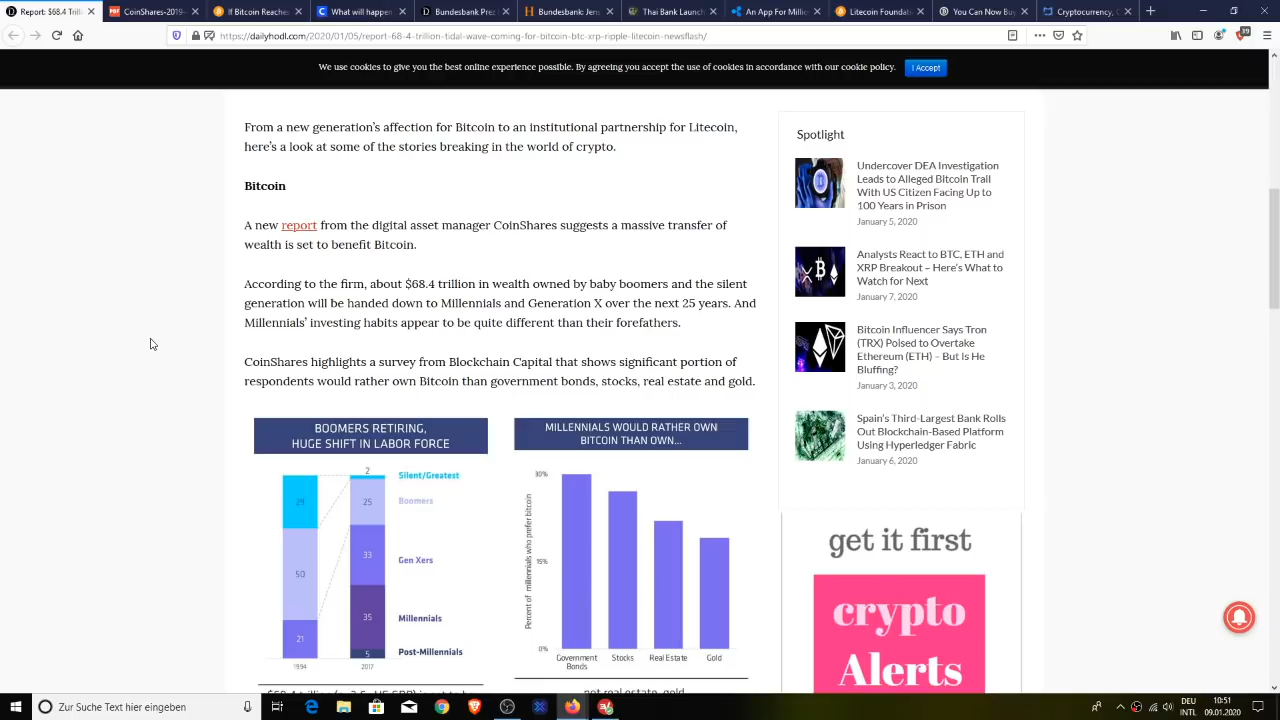 Report: $68.4 Trilli
CoinShares-2019-
If Bitcoin Reaches
What will happen
Bundesbank Prec
Bundesbank: Jen
Thai Bank Launch
An App For Millie
Litecoin Foundat
You Can Now Buy
Cryptocurrency, C
https://dailyhodl.com/2020/01/05/report-68-4-trillion-tidal-wave-coming-for-bitcoin-btc-xrp-ripple-litecoin-newsflash/
39
We use cookies to give you the best online experience possible. By agreeing you accept the use of cookies in accordance with our cookie policy.
I Accept
From a new generation's affection for Bitcoin to an institutional partnership for Litecoin,
here's a look at some of the stories breaking in the world of crypto.
Bitcoin
A new report from the digital asset manager CoinShares suggests a massive transfer of
wealth is set to benefit Bitcoin.
According to the firm, about $68.4 trillion in wealth owned by baby boomers and the silent
generation will be handed down to Millennials and Generation X over the next 25 years. And
Millennials' investing habits appear to be quite different than their forefathers.
CoinShares highlights a survey from Blockchain Capital that shows significant portion of
respondents would rather own Bitcoin than government bonds, stocks, real estate and gold.
BOOMERS RETIRING,
HUGE SHIFT IN LABOR FORCE
2
29
25
50
33
35
21
5
1994
2017
Silent/Greatest
Boomers
Gen Xers
Millennials
Post-Millennials
MILLENNIALS WOULD RATHER OWN
BITCOIN THAN OWN...
Percent of millennials who prefer bitcoin
30%
15%
0%
Government
Bonds
Stocks
Real Estate
Gold
Spotlight
Undercover DEA Investigation
Leads to Alleged Bitcoin Trail
With US Citizen Facing Up to
100 Years in Prison
January 5, 2020
Analysts React to BTC, ETH and
XRP Breakout – Here's What to
Watch for Next
January 7, 2020
Bitcoin Influencer Says Tron
(TRX) Poised to Overtake
Ethereum (ETH) – But Is He
Bluffing?
January 3, 2020
Spain's Third-Largest Bank Rolls
Out Blockchain-Based Platform
Using Hyperledger Fabric
January 6, 2020
get it first
crypto
Alerts
Zur Suche Text hier eingeben
DEU
INTL
10:51
09.01.2020